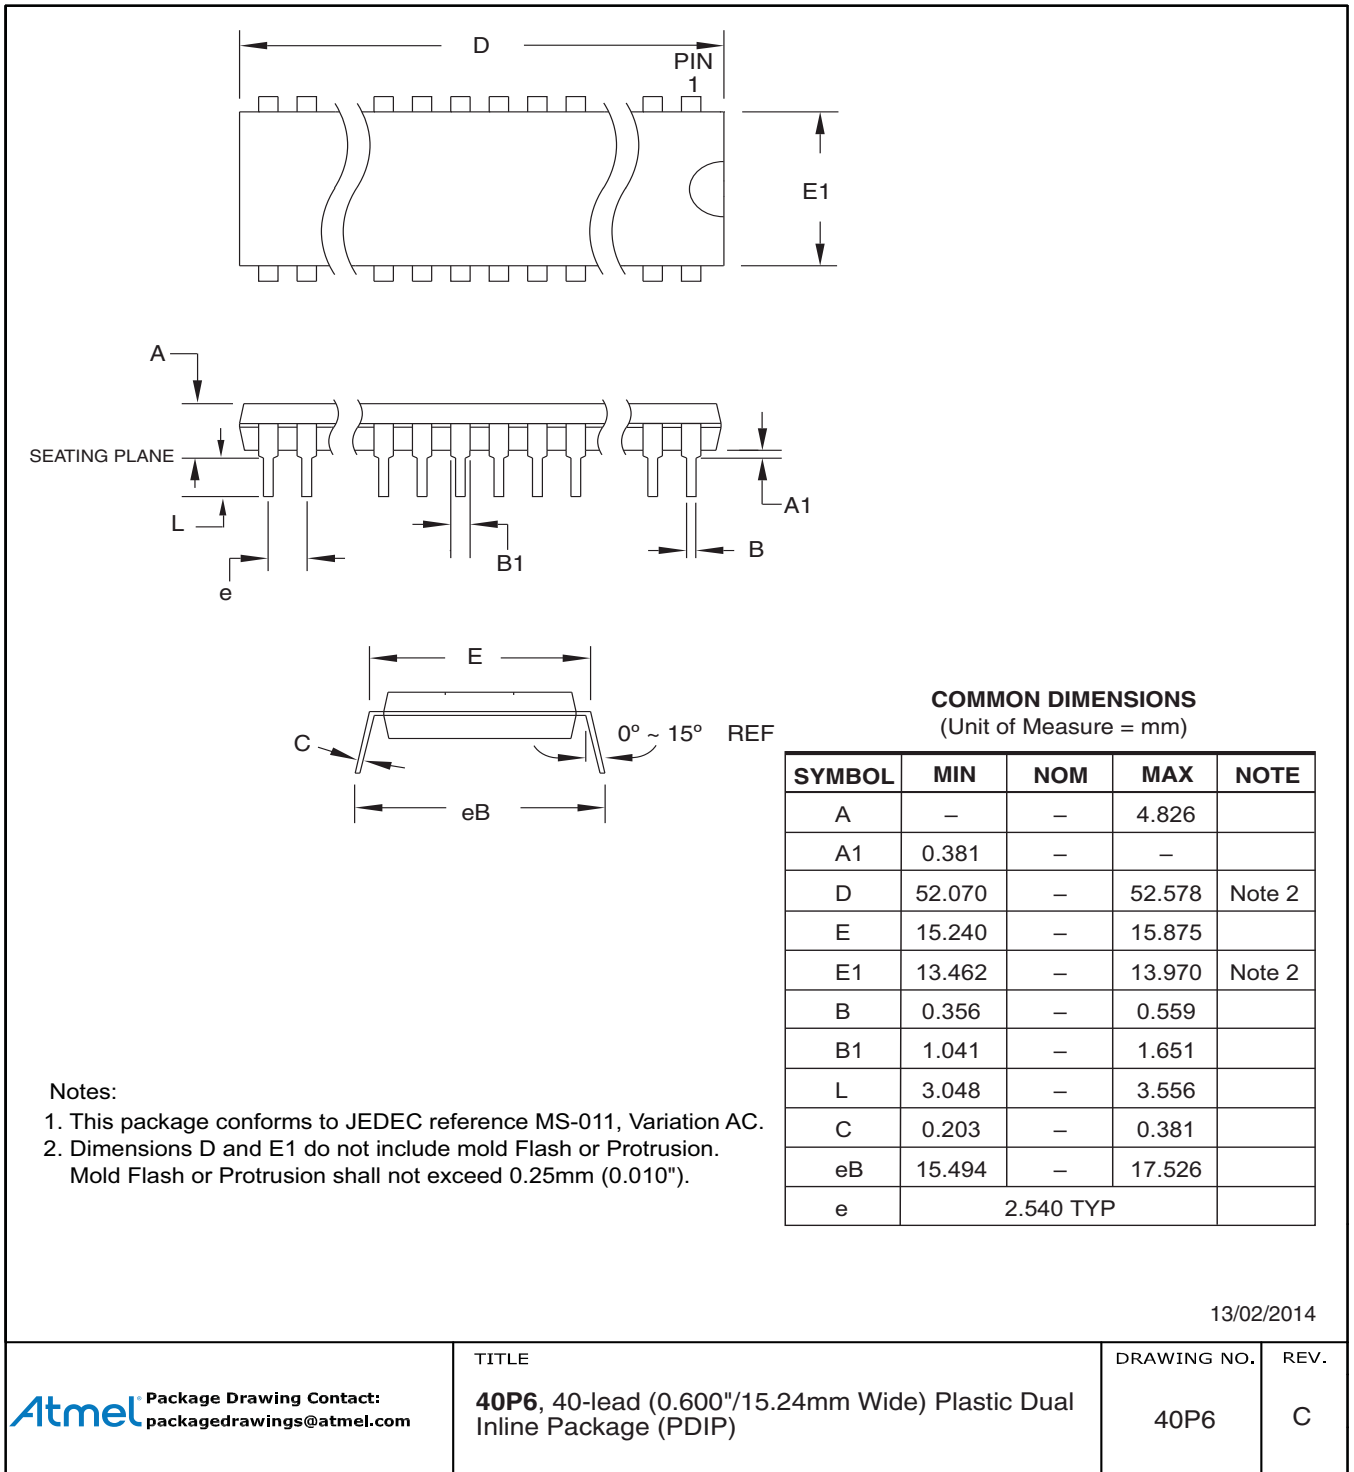 D
PIN
1
E1
A
SEATING PLANE
L
A1
B1
B
e
E
C
0º ~ 15º REF
eB
COMMON DIMENSIONS
(Unit of Measure = mm)
SYMBOL MIN NOM MAX NOTE
A – – 4.826
A1 0.381 – –
D 52.070 – 52.578 Note 2
E 15.240 – 15.875
E1 13.462 – 13.970 Note 2
B 0.356 – 0.559
B1 1.041 – 1.651
L 3.048 – 3.556
C 0.203 – 0.381
eB 15.494 – 17.526
e 2.540 TYP
Notes:
1. This package conforms to JEDEC reference MS-011, Variation AC.
2. Dimensions D and E1 do not include mold Flash or Protrusion.
Mold Flash or Protrusion shall not exceed 0.25mm (0.010").
13/02/2014
Atmel Package Drawing Contact:
packagedrawings@atmel.com
TITLE
40P6, 40-lead (0.600"/15.24mm Wide) Plastic Dual
Inline Package (PDIP)
DRAWING NO.
40P6
REV.
C